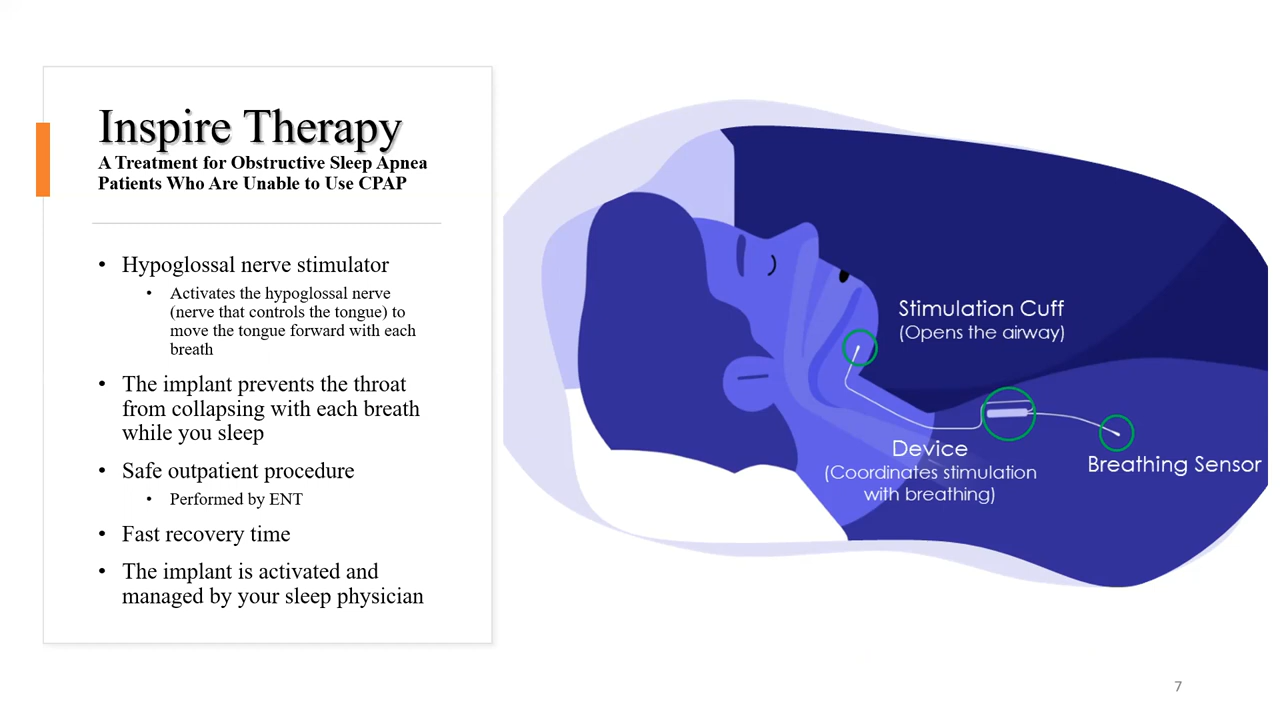 Inspire Therapy
A Treatment for Obstructive Sleep Apnea
Patients Who Are Unable to Use CPAP
• Hypoglossal nerve stimulator
• Activates the hypoglossal nerve
(nerve that controls the tongue) to
move the tongue forward with each
breath
• The implant prevents the throat
from collapsing with each breath
while you sleep
• Safe outpatient procedure
• Performed by ENT
• Fast recovery time
• The implant is activated and
managed by your sleep physician
Stimulation Cuff
(Opens the airway)
Device
(Coordinates stimulation
with breathing)
Breathing Sensor
7